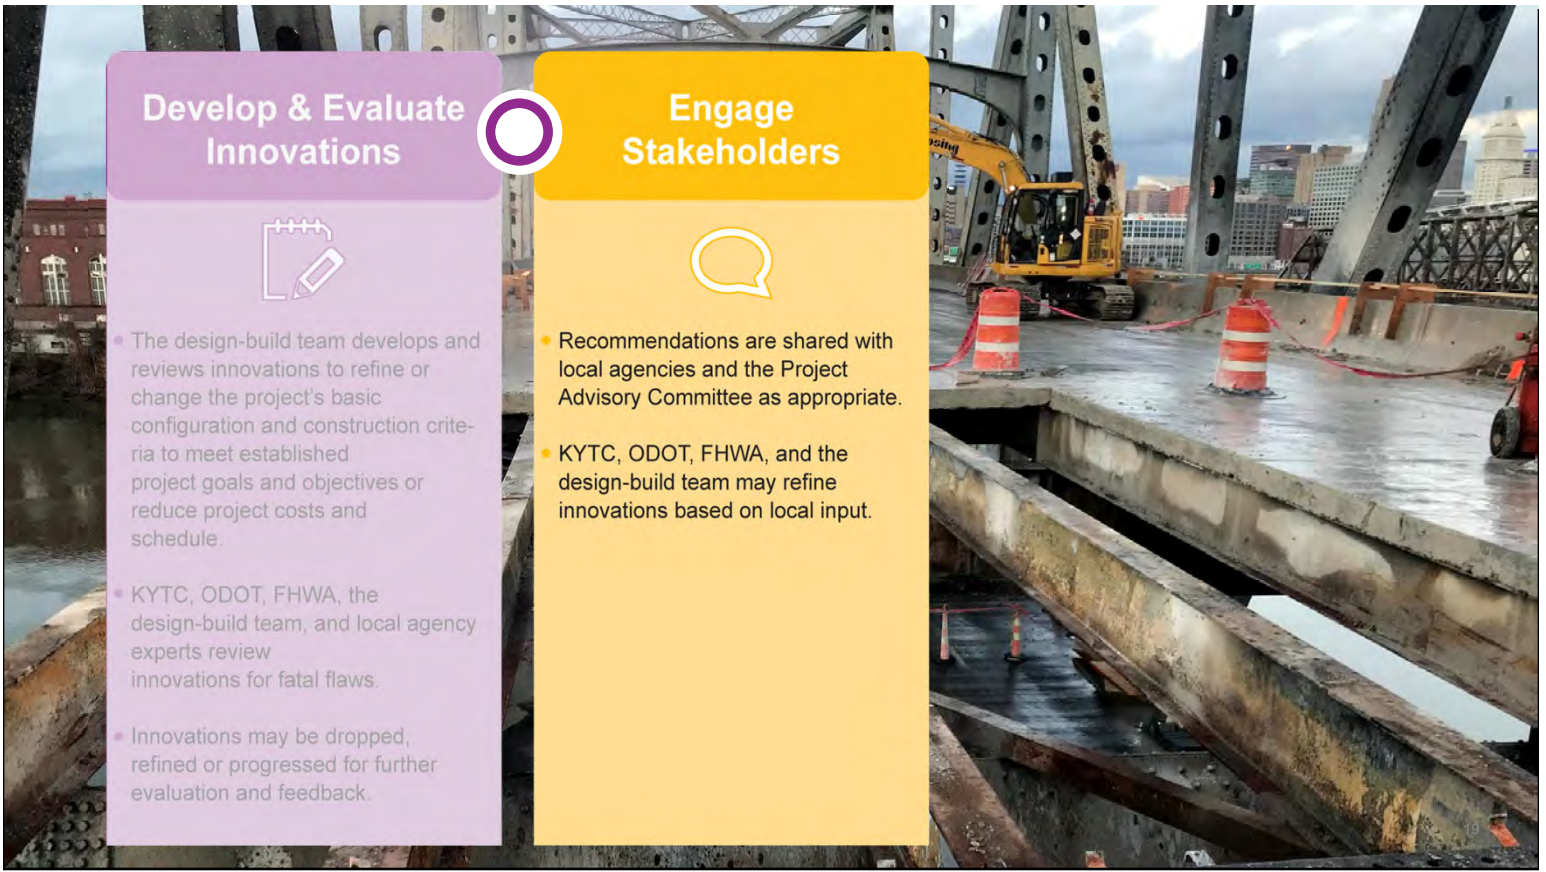 Develop & Evaluate
Innovations
The design-build team develops and
reviews innovations to refine or
change the project's basic
configuration and construction crite-
ria to meet established
project goals and objectives or
reduce project costs and
schedule.
KYTC, ODOT, FHWA, the
design-build team, and local agency
experts review
innovations for fatal flaws.
Innovations may be dropped,
refined or progressed for further
evaluation and feedback.
Engage
Stakeholders
Recommendations are shared with
local agencies and the Project
Advisory Committee as appropriate.
KYTC, ODOT, FHWA, and the
design-build team may refine
innovations based on local input.
19